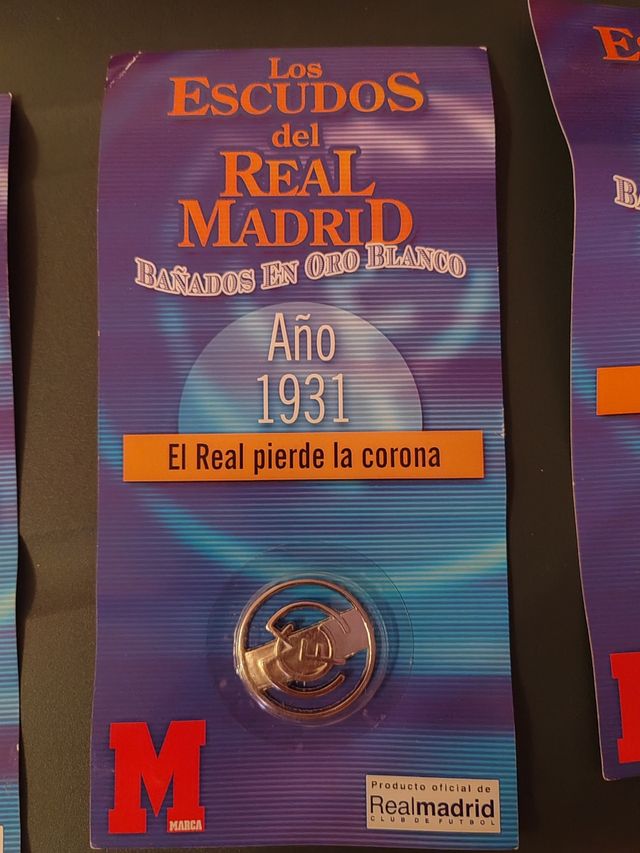 Los
ESCUDOS
del
REAL
MADRID
BAÑADOS EN ORO BLANCO
Año
1931
El Real pierde la corona
M
MARCA
Producto oficial de
Realmadrid
CLUB DE FUTBOL